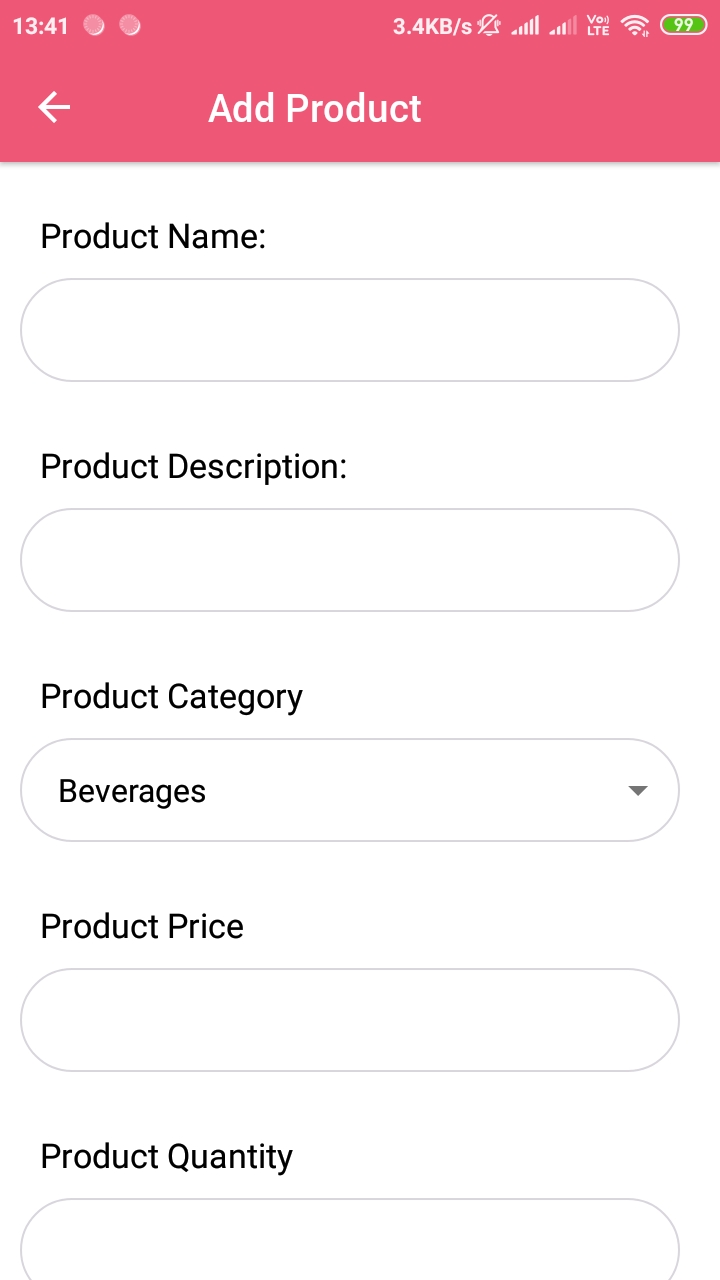 13:41 3.4KB/s Vo) LTE 99
Add Product
Product Name:
Product Description:
Product Category
Beverages
Product Price
Product Quantity